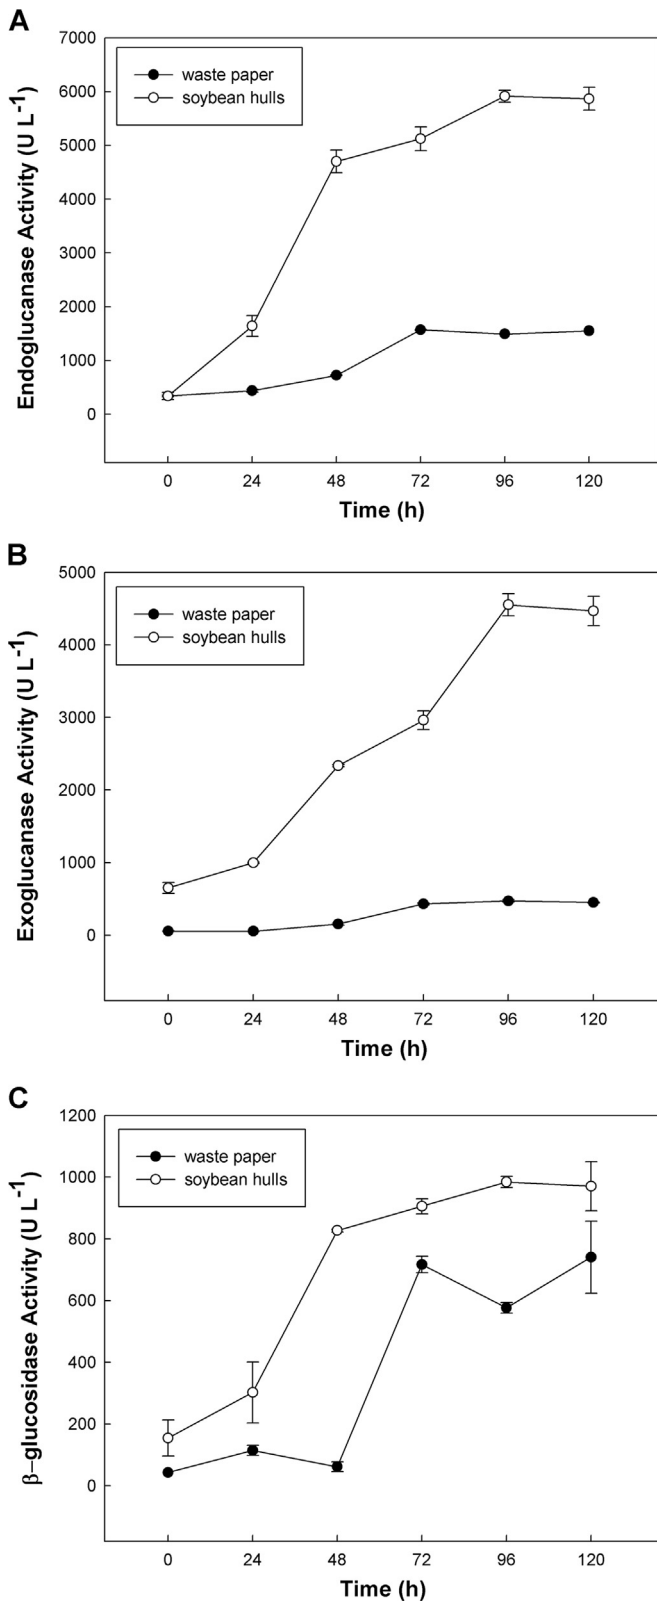 A
7000
6000
5000
4000
3000
2000
1000
0
Endoglucanase Activity (U L-1)
waste paper
soybean hulls
0 24 48 72 96 120
Time (h)
B
5000
4000
3000
2000
1000
0
Exoglucanase Activity (U L-1)
waste paper
soybean hulls
0 24 48 72 96 120
Time (h)
C
1200
1000
800
600
400
200
0
β–glucosidase Activity (U L-1)
waste paper
soybean hulls
0 24 48 72 96 120
Time (h)